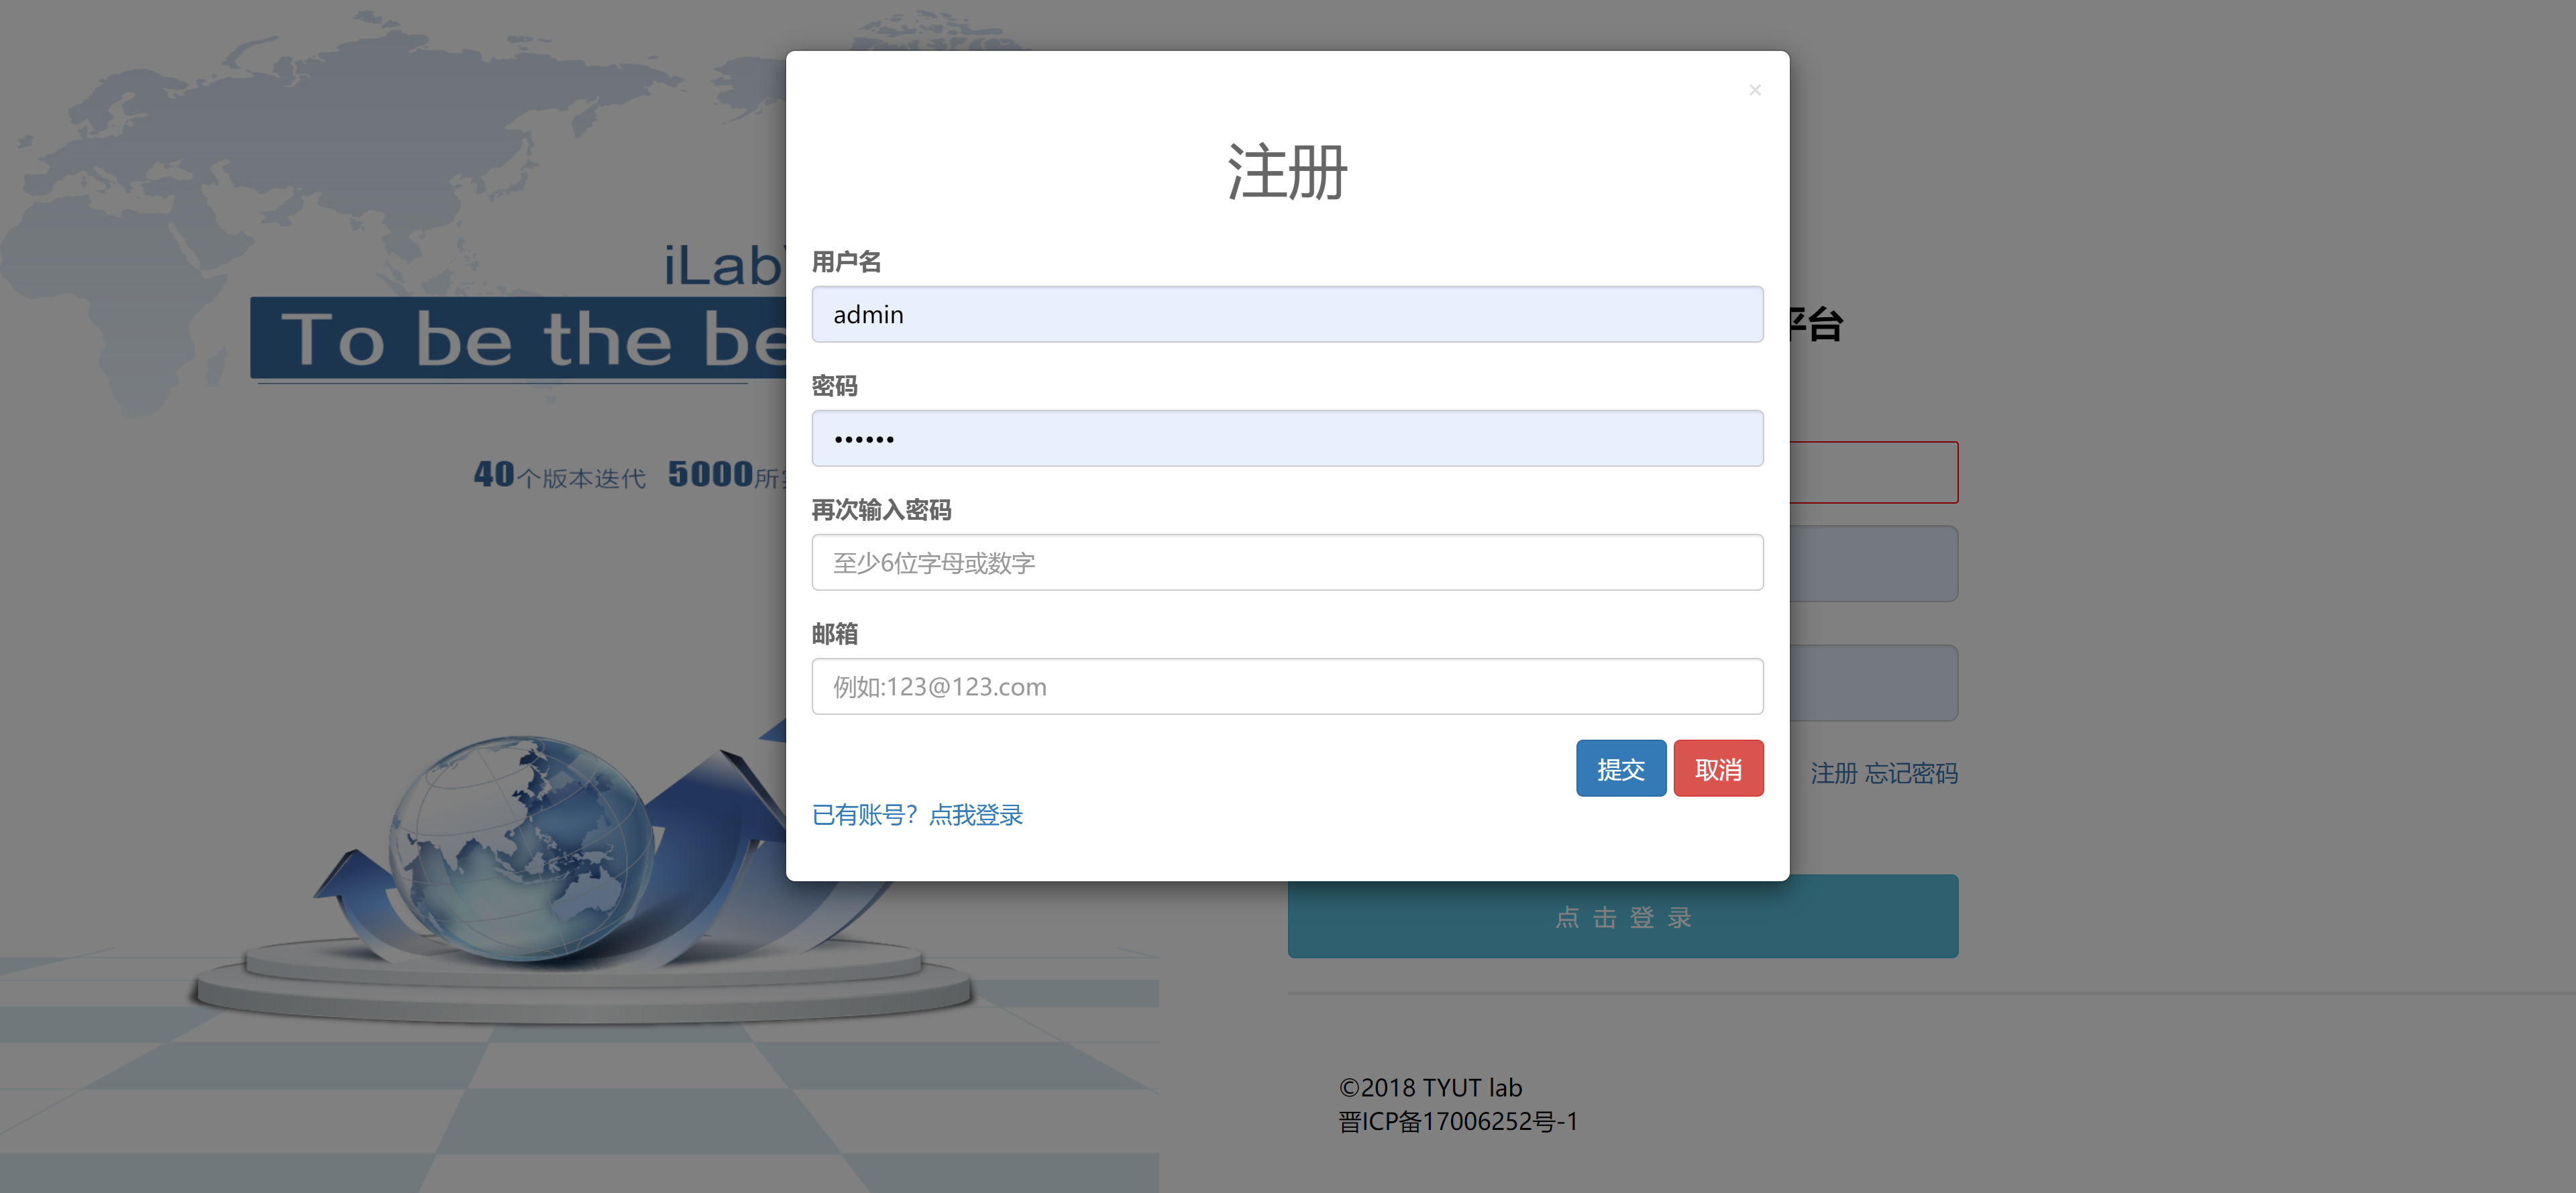 ×
注册
用户名
admin
密码
••••••
再次输入密码
至少6位字母或数字
邮箱
例如:123@123.com
提交 取消
已有账号？点我登录
iLab
To be the be
40个版本迭代 5000所
平台
注册 忘记密码
点击登录
©2018 TYUT lab
晋ICP备17006252号-1